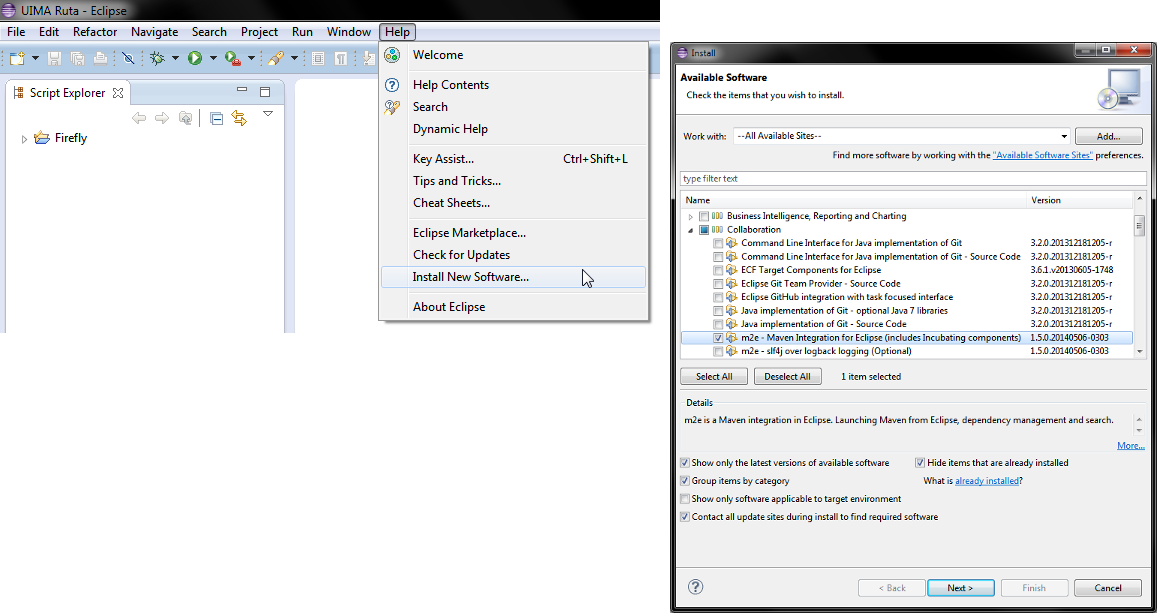 UIMA Ruta - Eclipse
File Edit Refactor Navigate Search Project Run Window Help
Script Explorer
Firefly
Welcome
Help Contents
Search
Dynamic Help
Key Assist... Ctrl+Shift+L
Tips and Tricks...
Cheat Sheets...
Eclipse Marketplace...
Check for Updates
Install New Software...
About Eclipse
Install
Available Software
Check the items that you wish to install.
Work with: --All Available Sites-- Add...
Find more software by working with the "Available Software Sites" preferences.
type filter text
Name Version
Business Intelligence, Reporting and Charting
Collaboration
Command Line Interface for Java implementation of Git 3.2.0.201312181205-r
Command Line Interface for Java implementation of Git - Source Code 3.2.0.201312181205-r
ECF Target Components for Eclipse 3.6.1.v20130605-1748
Eclipse Git Team Provider - Source Code 3.2.0.201312181205-r
Eclipse GitHub integration with task focused interface 3.2.0.201312181205-r
Java implementation of Git - optional Java 7 libraries 3.2.0.201312181205-r
Java implementation of Git - Source Code 3.2.0.201312181205-r
m2e - Maven Integration for Eclipse (includes Incubating components) 1.5.0.20140506-0303
m2e - slf4j over logback logging (Optional) 1.5.0.20140506-0303
Select All Deselect All 1 item selected
Details
m2e is a Maven integration in Eclipse. Launching Maven from Eclipse, dependency management and search.
More...
Show only the latest versions of available software Hide items that are already installed
Group items by category What is already installed?
Show only software applicable to target environment
Contact all update sites during install to find required software
< Back Next > Finish Cancel